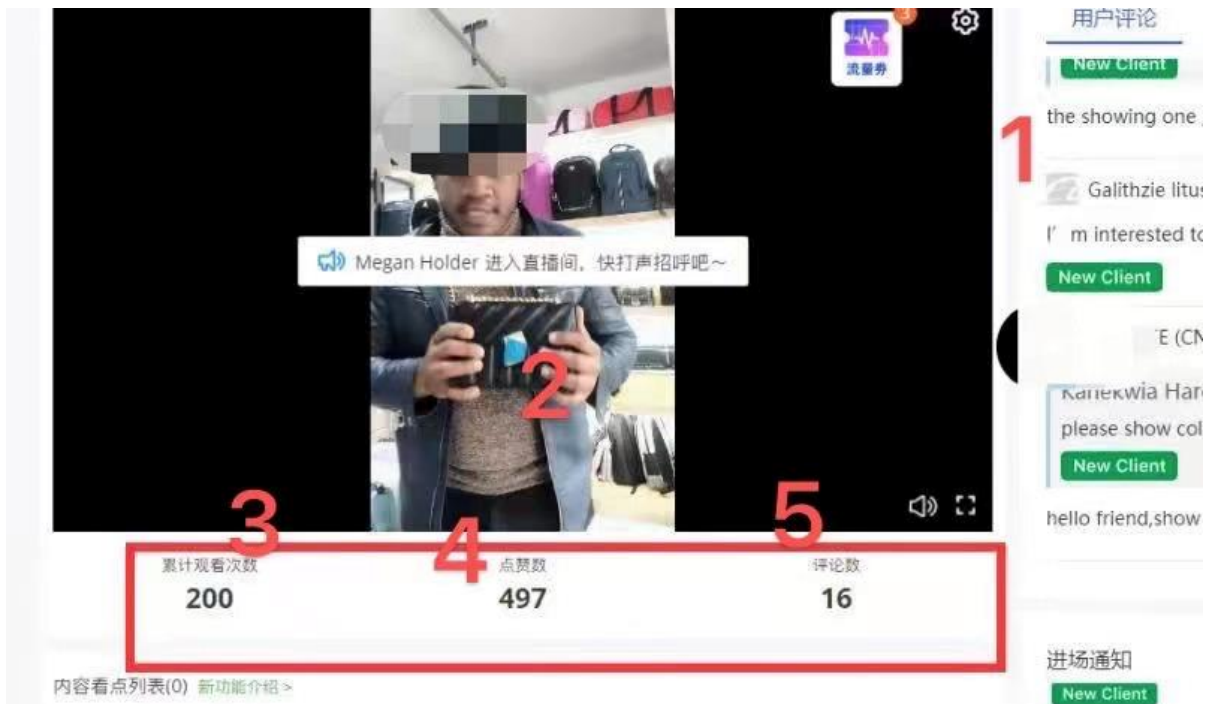 3
流量券
Megan Holder 进入直播间，快打声招呼吧～
2
3
4
5
累计观看次数
点赞数
评论数
200
497
16
内容看点列表(0) 新功能介绍 >
用户评论
New Client
the showing one
1
Galithzie litus
I' m interested to
New Client
E (CN
Kanekwia Har
please show col
New Client
hello friend,show
进场通知
New Client